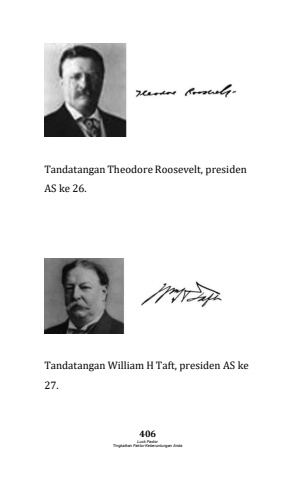 Theodore Roosevelt
Tandatangan Theodore Roosevelt, presiden
AS ke 26.
Wm H Taft
Tandatangan William H Taft, presiden AS ke
27.
406
Luck Factor
Tingkatkan Faktor Keberuntungan Anda